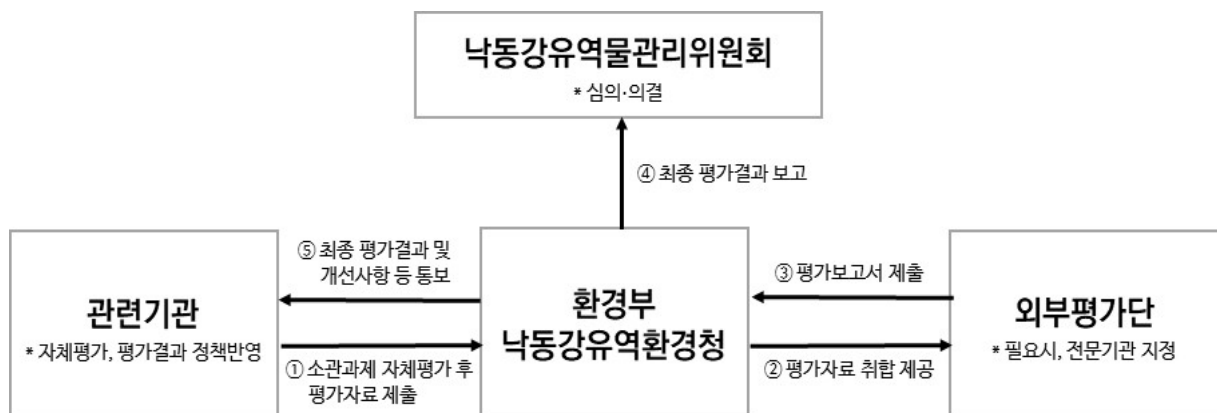 낙동강유역물관리위원회
* 심의·의결
④ 최종 평가결과 보고
⑤ 최종 평가결과 및
개선사항 등 통보
③ 평가보고서 제출
관련기관
* 자체평가, 평가결과 정책반영
환경부
낙동강유역환경청
외부평가단
* 필요시, 전문기관 지정
① 소관과제 자체평가 후
평가자료 제출
② 평가자료 취합 제공